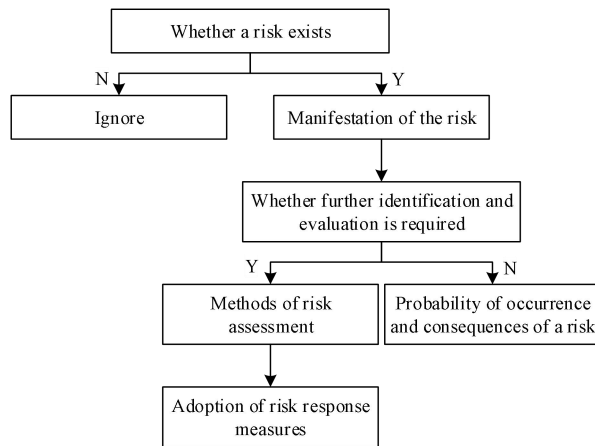 Whether a risk exists
N
Y
Ignore
Manifestation of the risk
Whether further identification and
evaluation is required
Y
N
Methods of risk
assessment
Probability of occurrence
and consequences of a risk
Adoption of risk response
measures